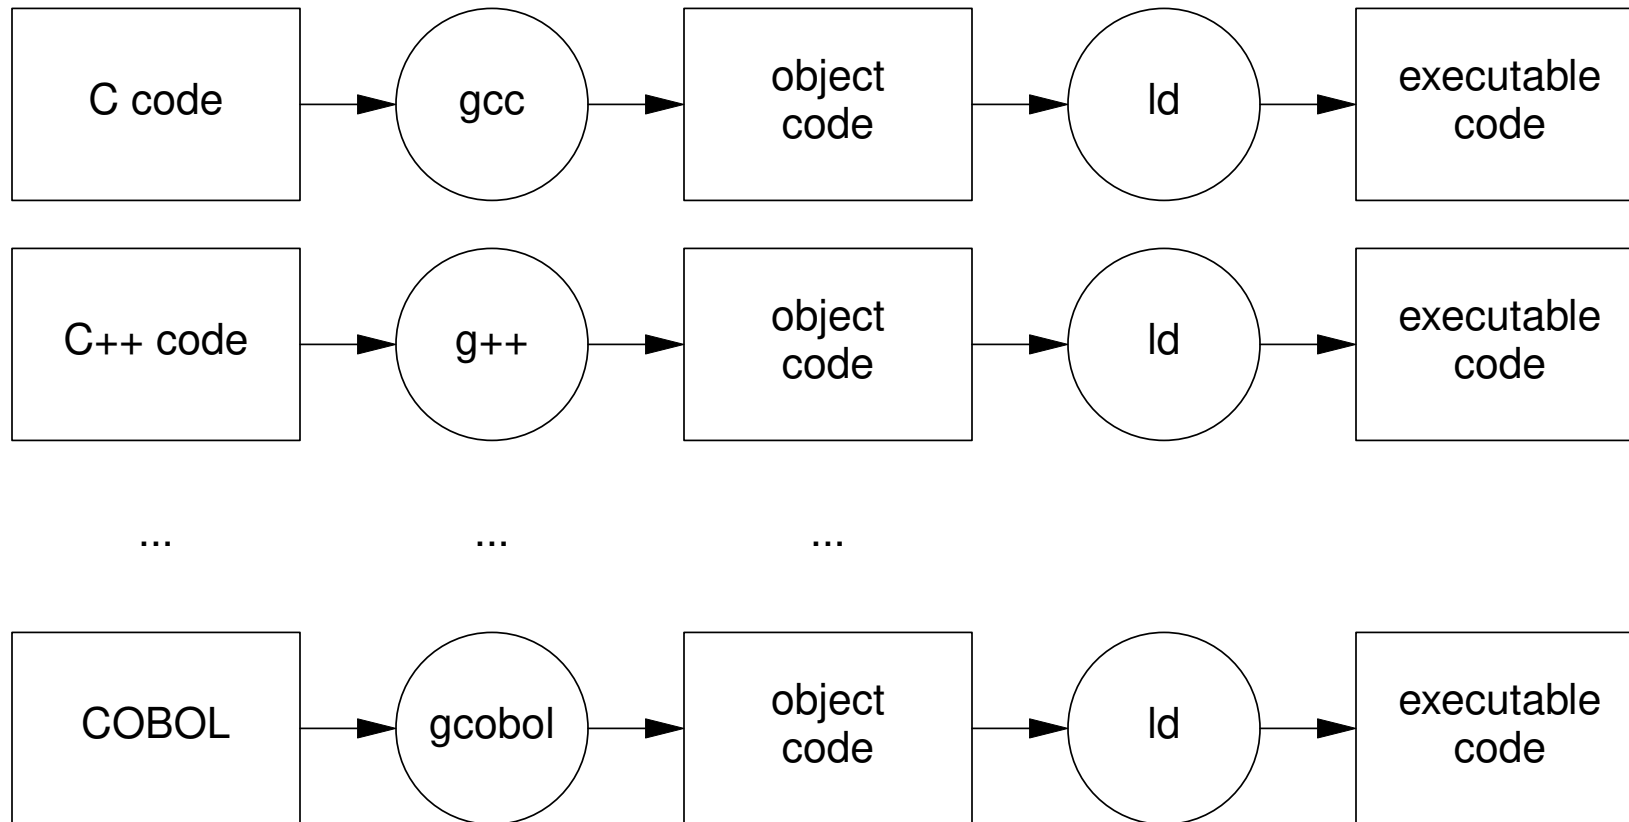 C code
gcc
object
code
ld
executable
code
C++ code
g++
object
code
ld
executable
code
...
...
...
COBOL
gcobol
object
code
ld
executable
code